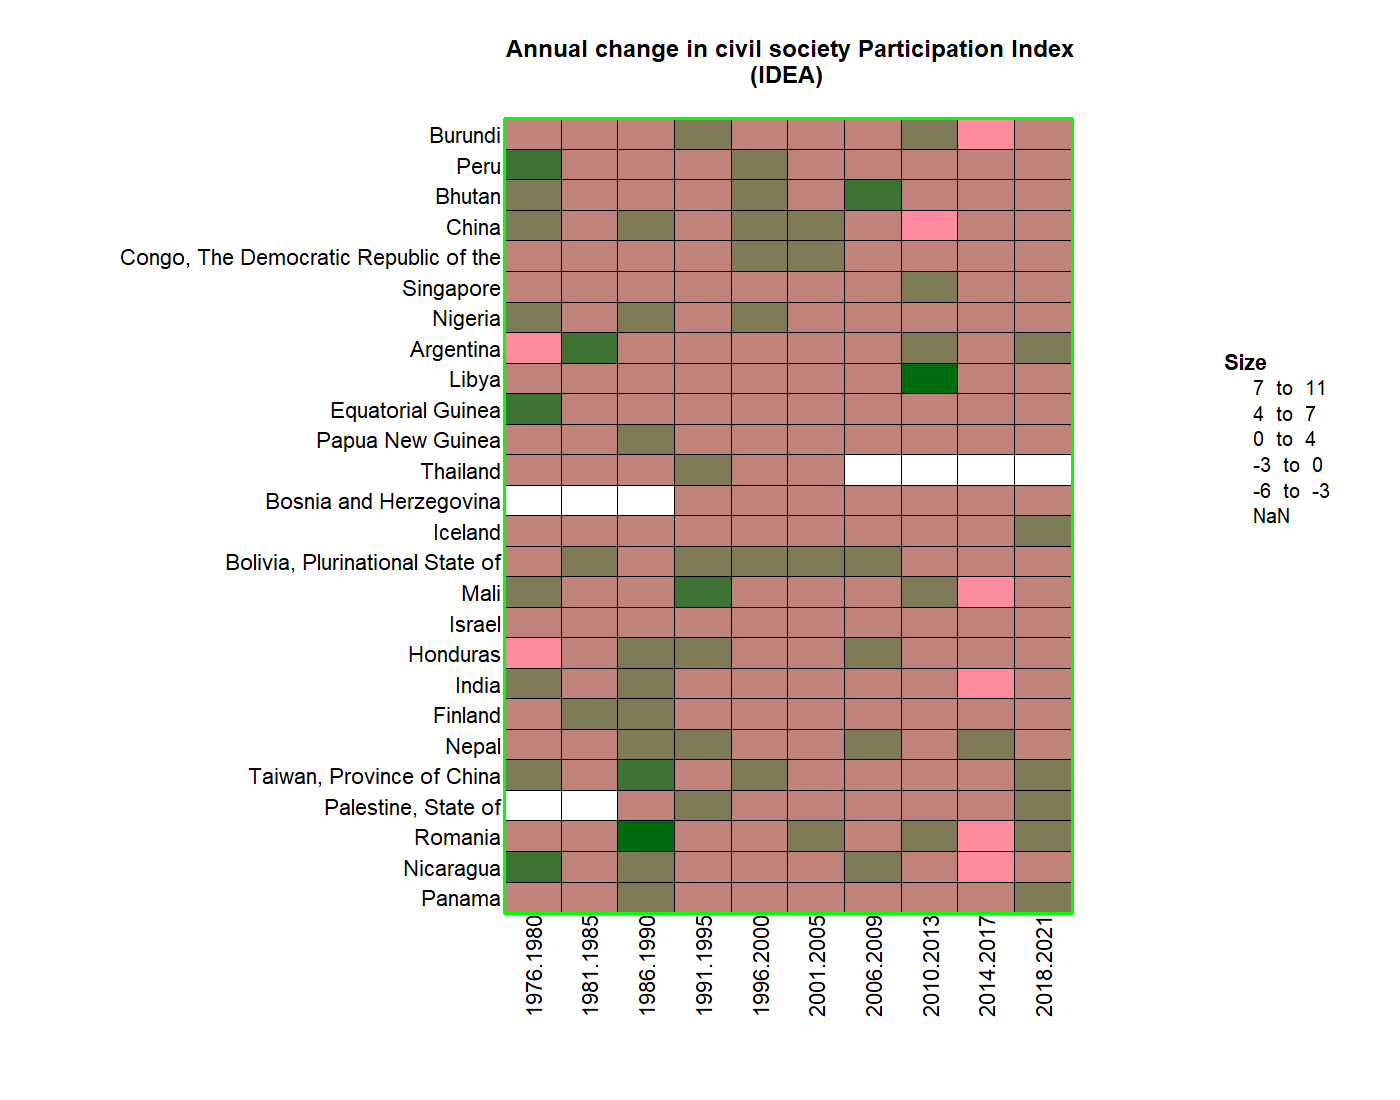 Annual change in civil society Participation Index
(IDEA)
Burundi
Peru
Bhutan
China
Congo, The Democratic Republic of the
Singapore
Nigeria
Argentina
Libya
Equatorial Guinea
Papua New Guinea
Thailand
Bosnia and Herzegovina
Iceland
Bolivia, Plurinational State of
Mali
Israel
Honduras
India
Finland
Nepal
Taiwan, Province of China
Palestine, State of
Romania
Nicaragua
Panama
1976.1980
1981.1985
1986.1990
1991.1995
1996.2000
2001.2005
2006.2009
2010.2013
2014.2017
2018.2021
Size
7 to 11
4 to 7
0 to 4
-3 to 0
-6 to -3
NaN